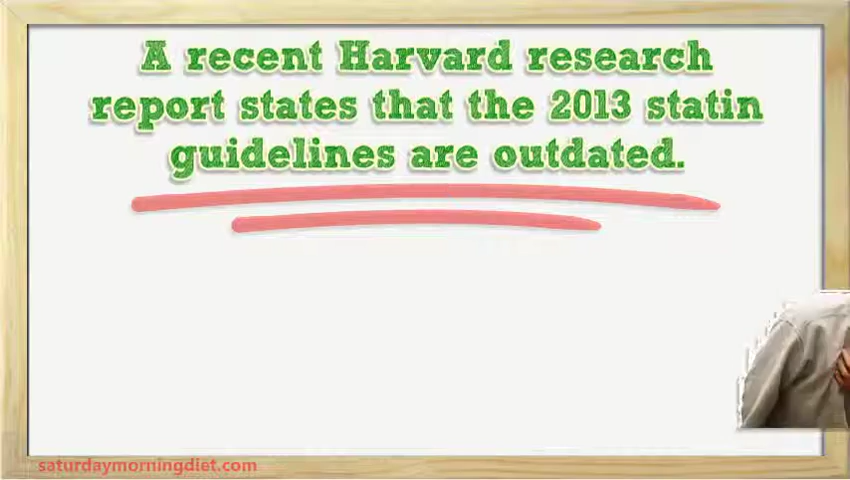 A recent Harvard research
report states that the 2013 statin
guidelines are outdated.
saturdaymorningdiet.com